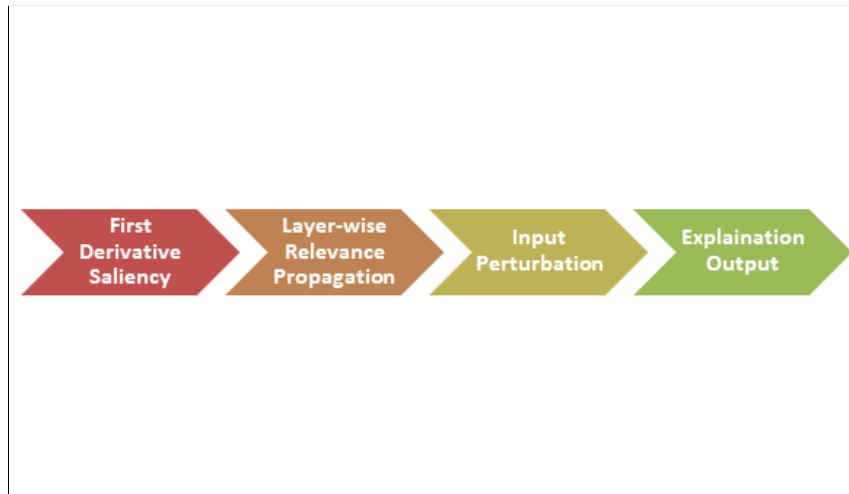 First
Derivative
Saliency
Layer-wise
Relevance
Propagation
Input
Perturbation
Explaination
Output